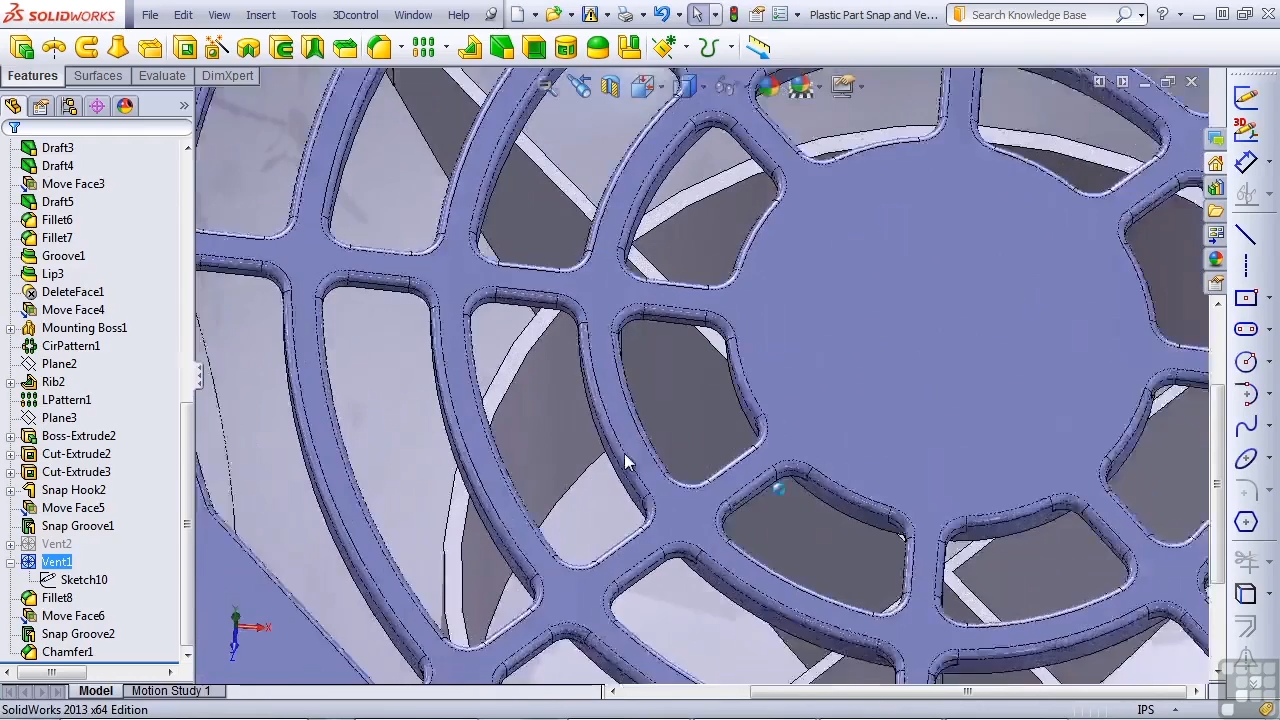 SOLIDWORKS File Edit View Insert Tools 3Dcontrol Window Help Plastic Part Snap and Ve... Search Knowledge Base
Features Surfaces Evaluate DimXpert
Draft3
Draft4
Move Face3
Draft5
Fillet6
Fillet7
Groove1
Lip3
DeleteFace1
Move Face4
Mounting Boss1
CirPattern1
Plane2
Rib2
LPattern1
Plane3
Boss-Extrude2
Cut-Extrude2
Cut-Extrude3
Snap Hook2
Move Face5
Snap Groove1
Vent2
Vent1
Sketch10
Fillet8
Move Face6
Snap Groove2
Chamfer1
3D
X
Model Motion Study 1
SolidWorks 2013 x64 Edition IPS